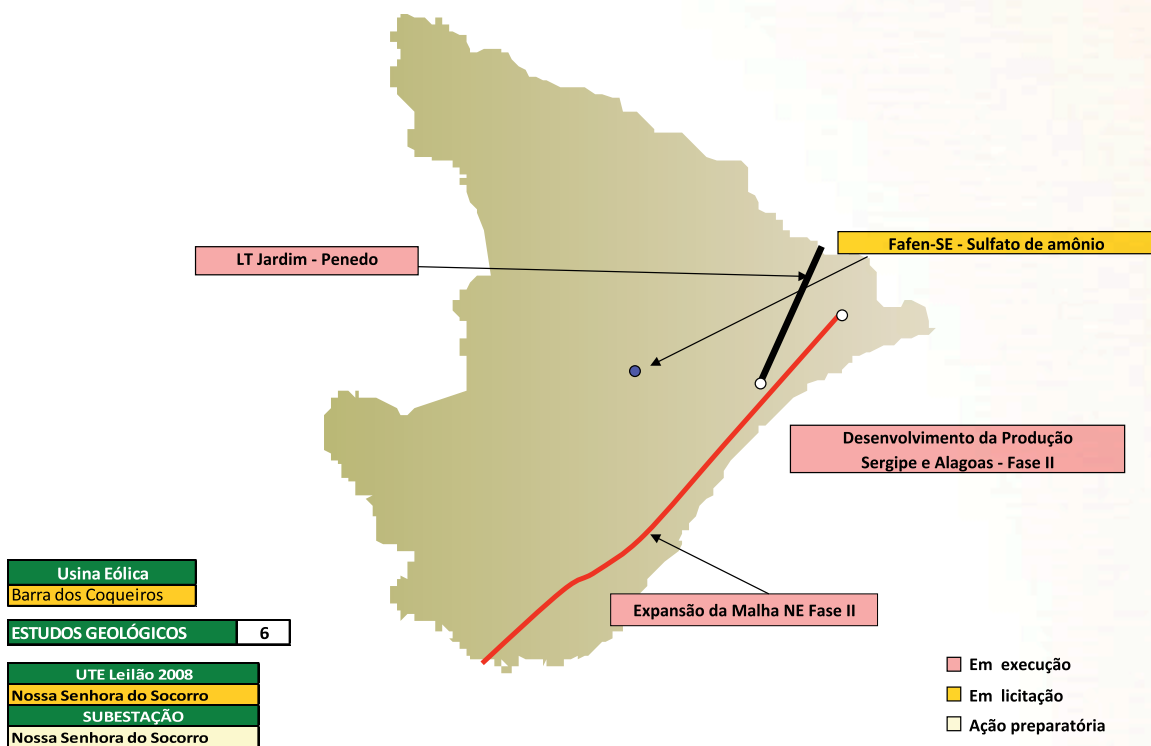 Fafen-SE - Sulfato de amônio
LT Jardim - Penedo
Desenvolvimento da Produção
Sergipe e Alagoas - Fase II
Expansão da Malha NE Fase II
Usina Eólica
Barra dos Coqueiros
ESTUDOS GEOLÓGICOS 6
UTE Leilão 2008
Nossa Senhora do Socorro
SUBESTAÇÃO
Nossa Senhora do Socorro
Em execução
Em licitação
Ação preparatória